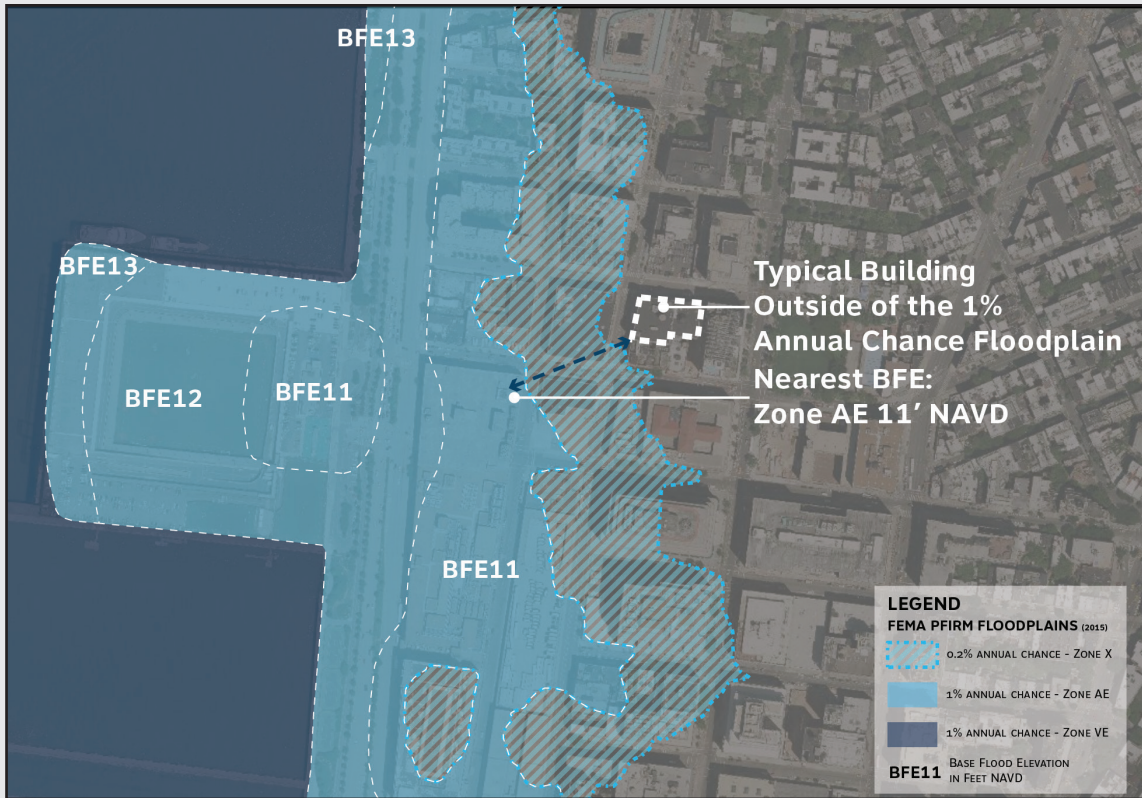 BFE13
BFE13
BFE12
BFE11
BFE11
Typical Building
Outside of the 1%
Annual Chance Floodplain
Nearest BFE:
Zone AE 11’ NAVD
LEGEND
FEMA PFIRM FLOODPLAINS (2015)
0.2% ANNUAL CHANCE - ZONE X
1% ANNUAL CHANCE - ZONE AE
1% ANNUAL CHANCE - ZONE VE
BFE11 BASE FLOOD ELEVATION
IN FEET NAVD